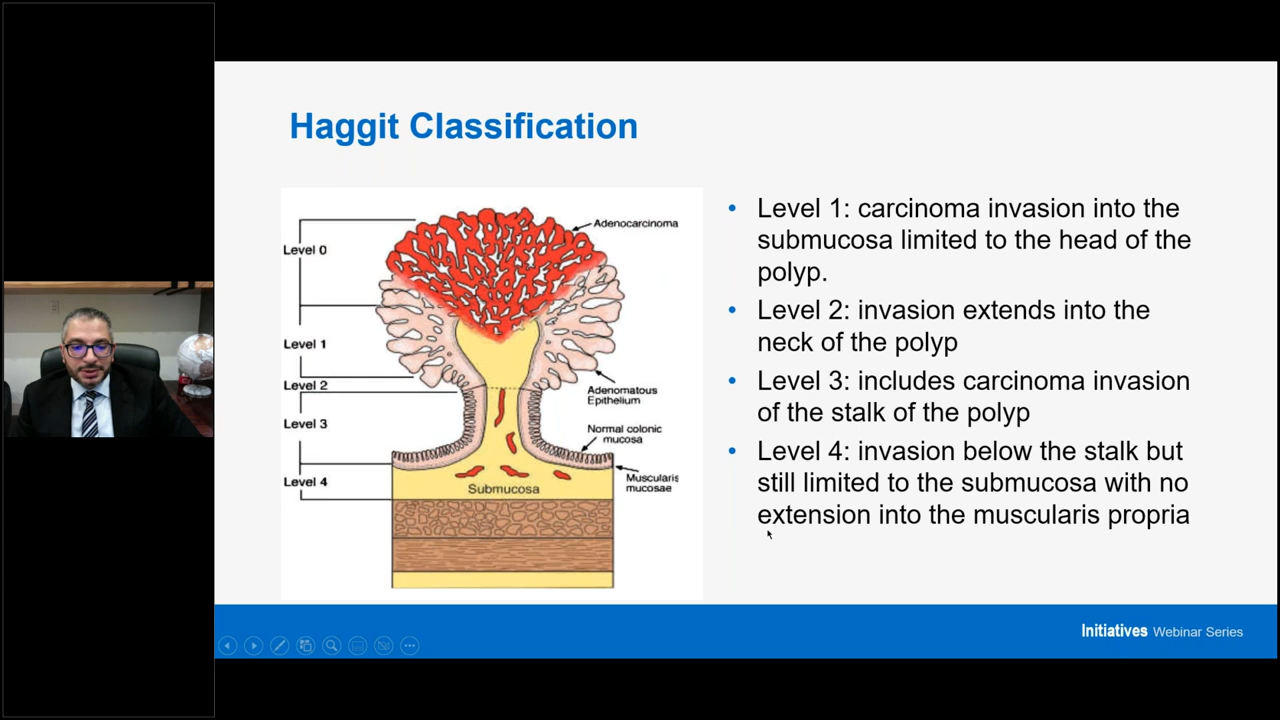 Haggit Classification
Level 0
Level 1
Level 2
Level 3
Level 4
Adenocarcinoma
Adenomatous
Epithelium
Normal colonic
mucosa
Muscularis
mucosae
Submucosa
• Level 1: carcinoma invasion into the
submucosa limited to the head of the
polyp.
• Level 2: invasion extends into the
neck of the polyp
• Level 3: includes carcinoma invasion
of the stalk of the polyp
• Level 4: invasion below the stalk but
still limited to the submucosa with no
extension into the muscularis propria
Initiatives Webinar Series